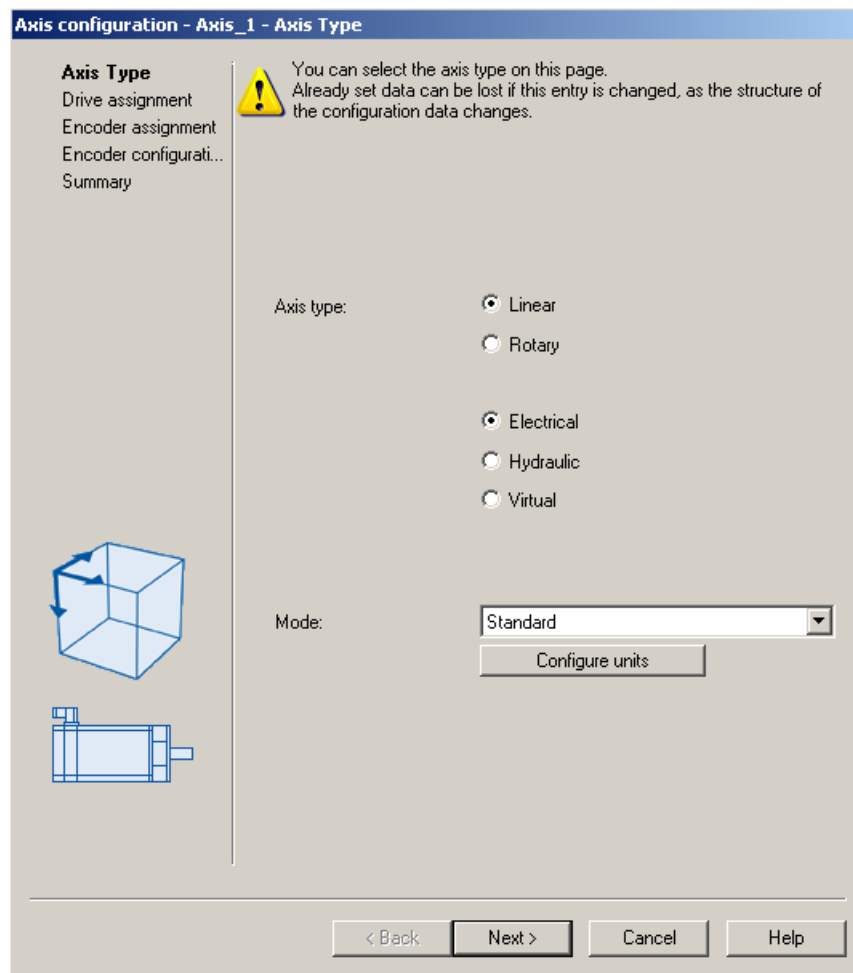 Axis configuration - Axis_1 - Axis Type
Axis Type
Drive assignment
Encoder assignment
Encoder configurati...
Summary
You can select the axis type on this page.
Already set data can be lost if this entry is changed, as the structure of
the configuration data changes.
Axis type:
Linear
Rotary
Electrical
Hydraulic
Virtual
Mode:
Standard
Configure units
< Back
Next >
Cancel
Help